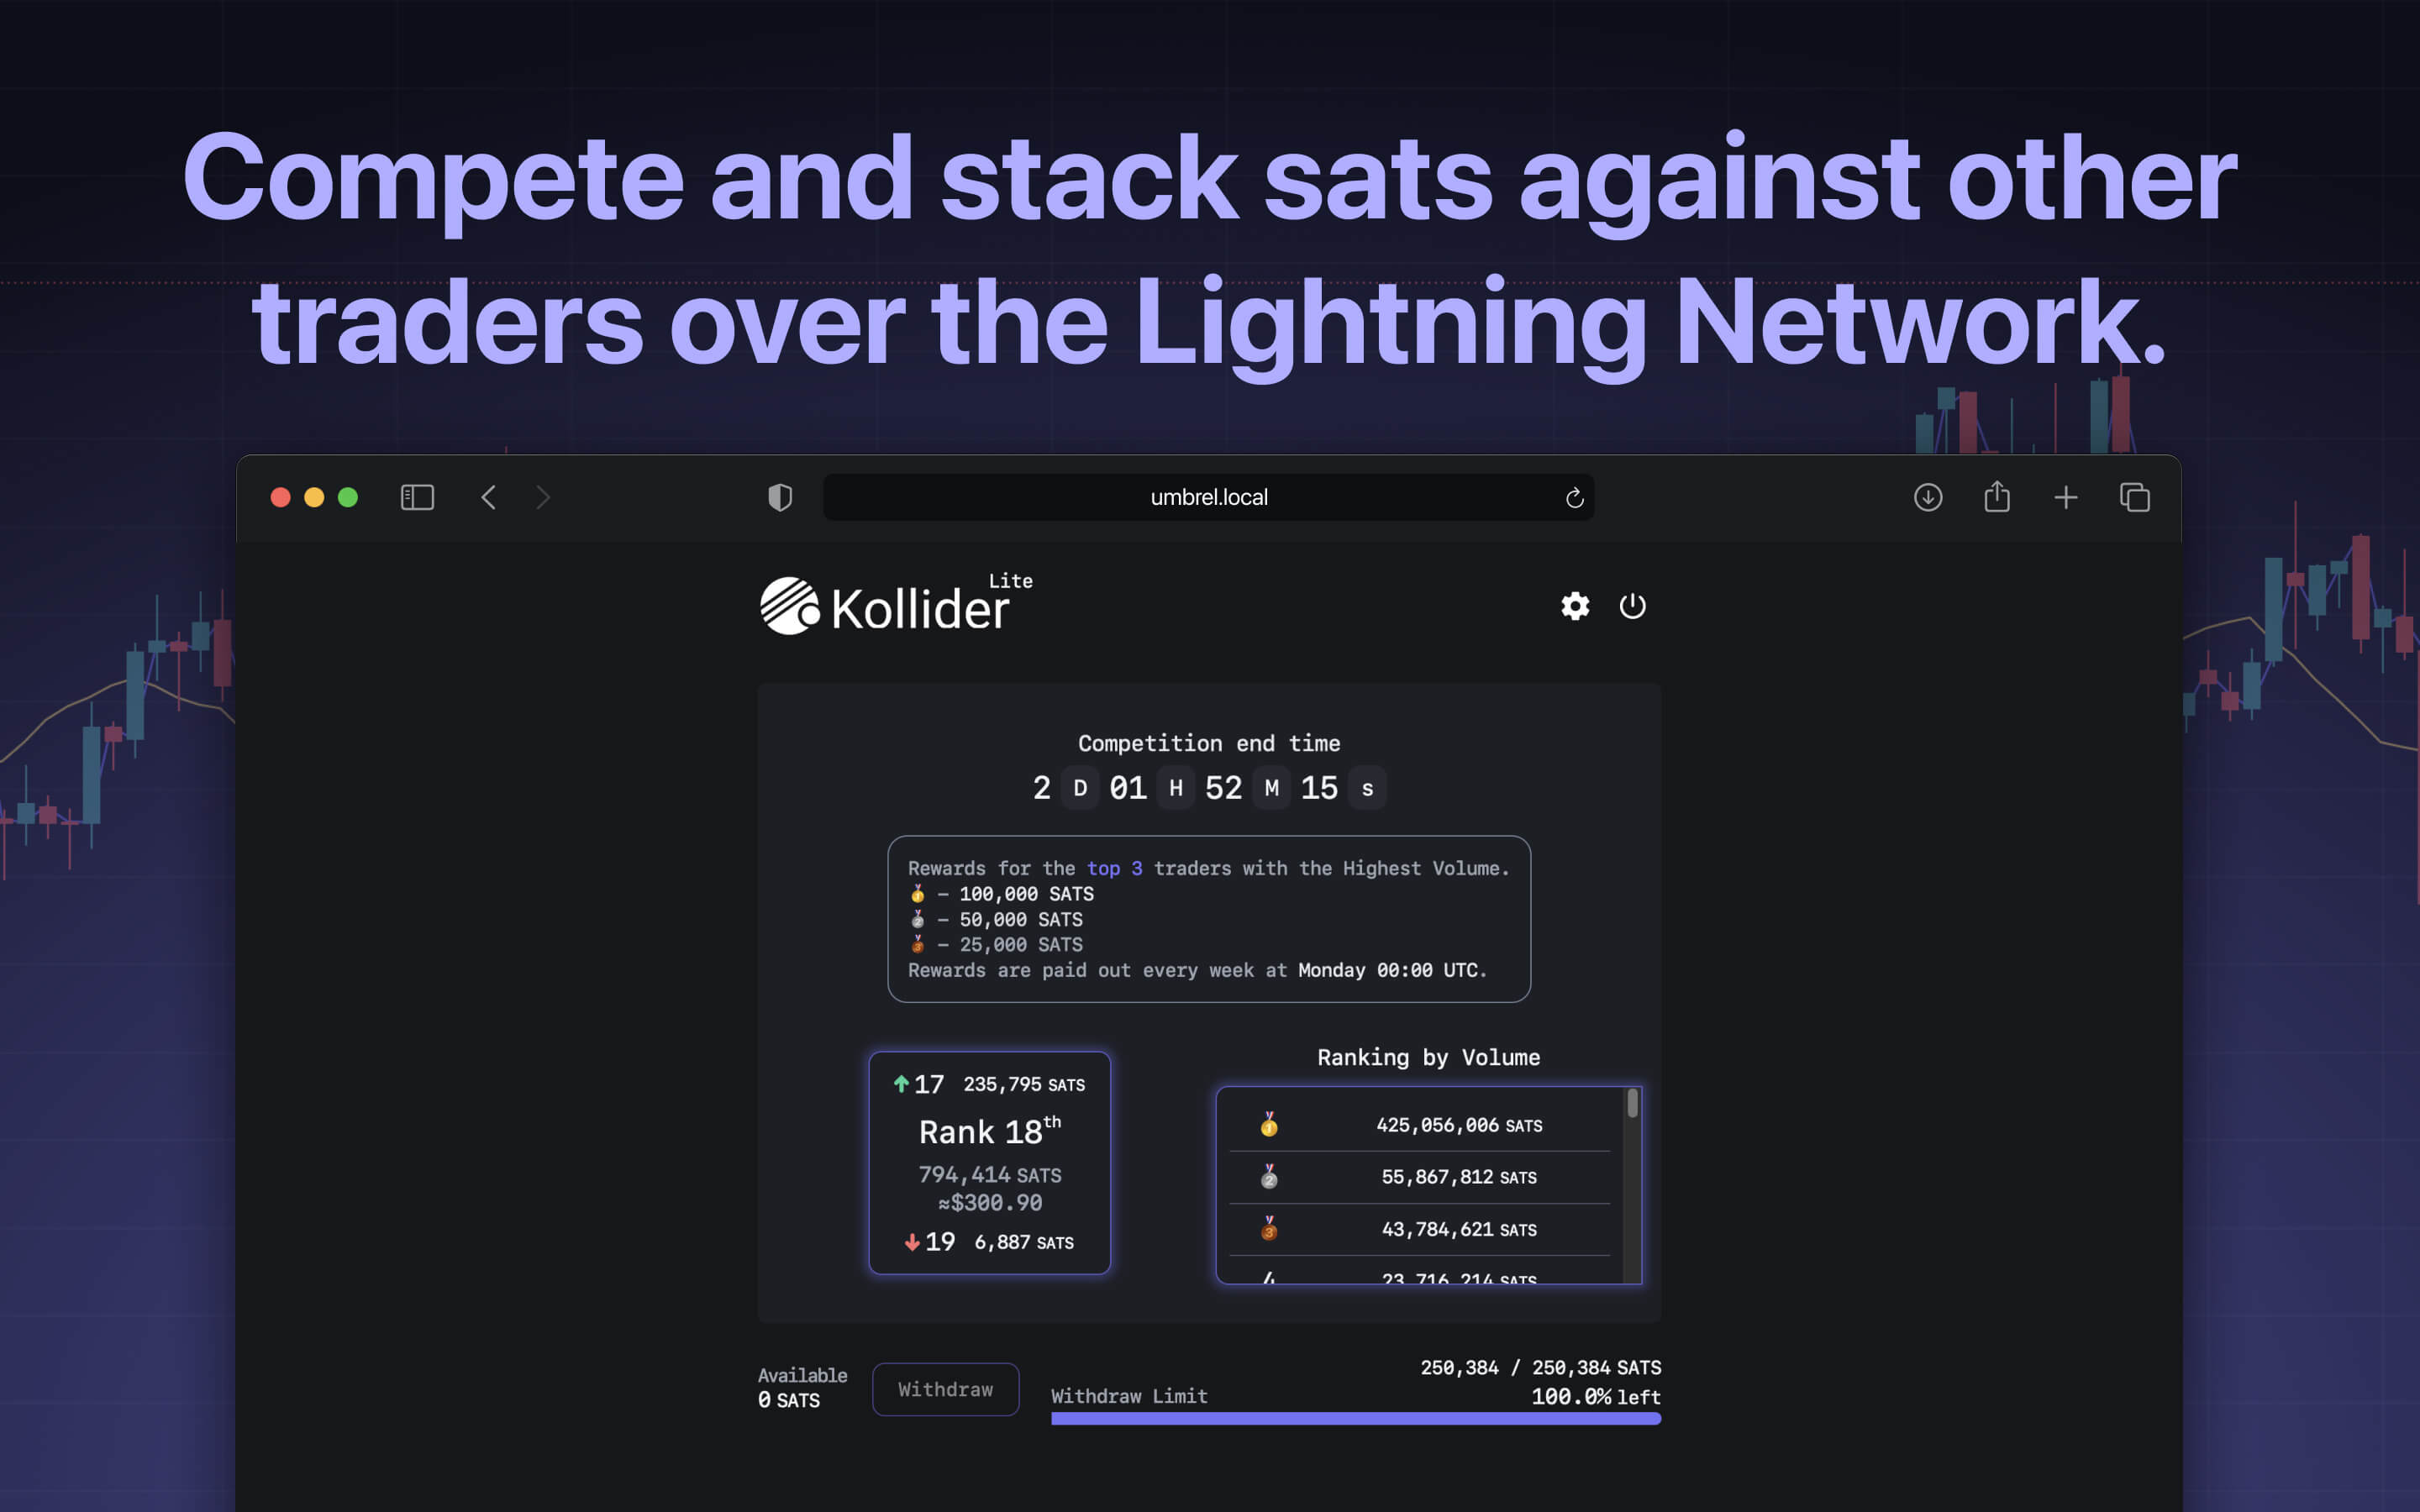 Compete and stack sats against other
traders over the Lightning Network.
umbrel.local
Kollider Lite
Competition end time
2 D 01 H 52 M 15 s
Rewards for the top 3 traders with the Highest Volume.
🥇 – 100,000 SATS
🥈 – 50,000 SATS
🥉 – 25,000 SATS
Rewards are paid out every week at Monday 00:00 UTC.
↑17 235,795 SATS
Rank 18th
794,414 SATS
≈$300.90
↓19 6,887 SATS
Ranking by Volume
🥇 425,056,006 SATS
🥈 55,867,812 SATS
🥉 43,784,621 SATS
4 23,716,214 SATS
Available
0 SATS
Withdraw
Withdraw Limit
250,384 / 250,384 SATS
100.0% left